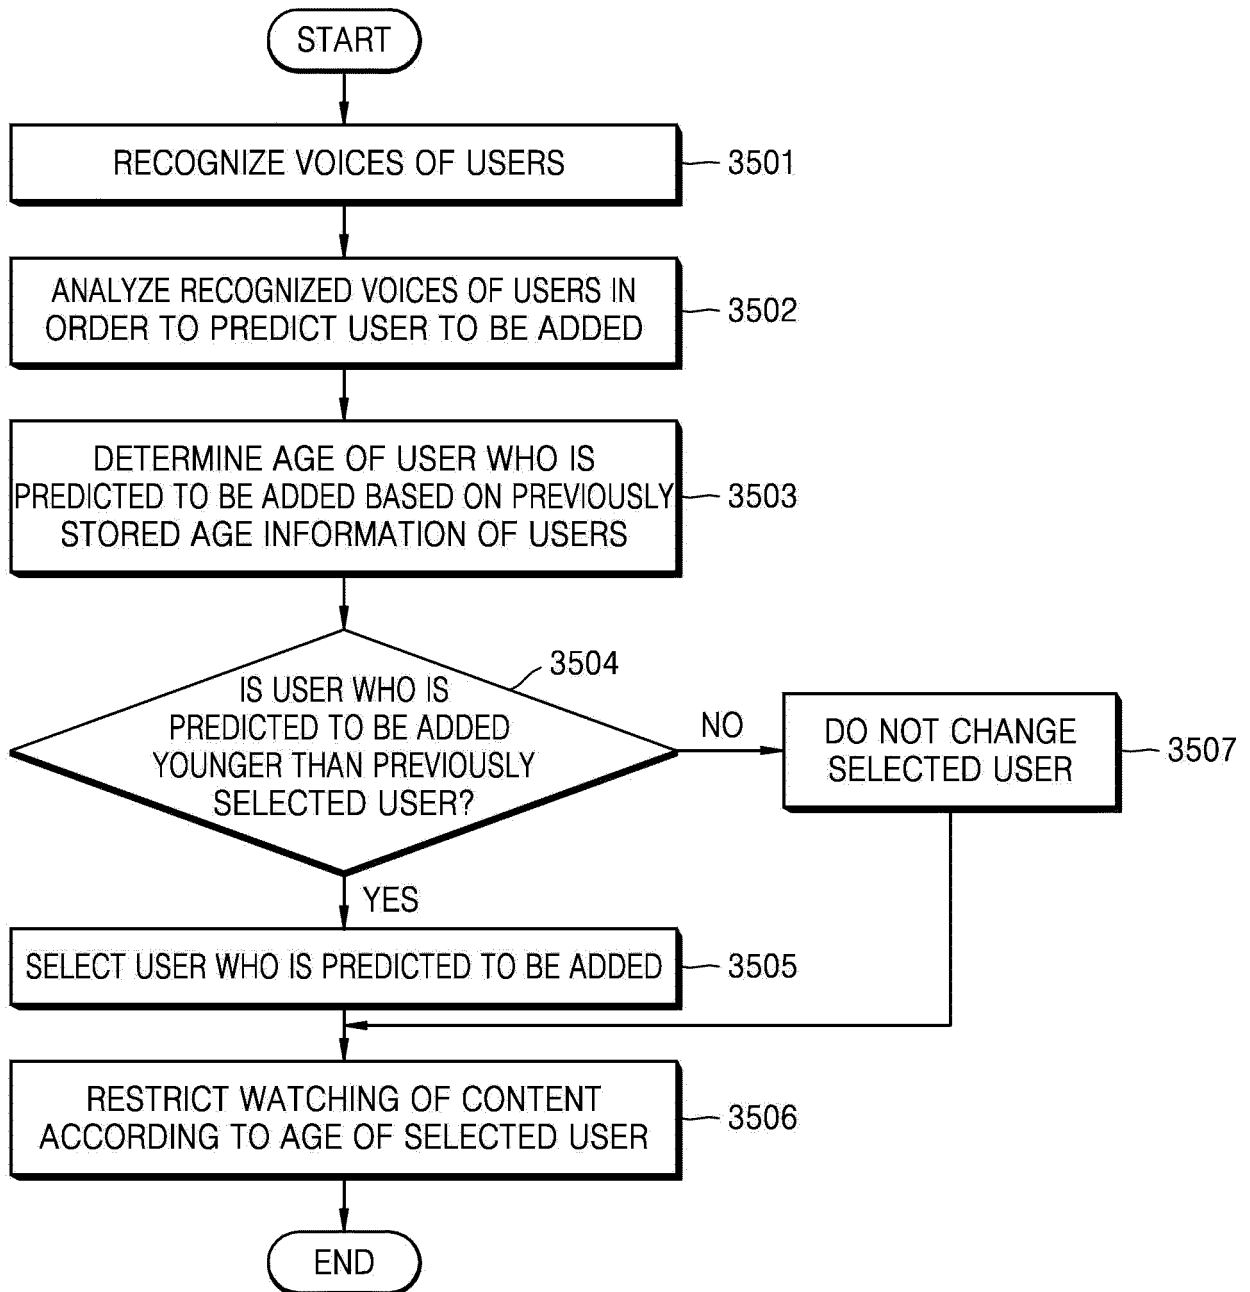 START
RECOGNIZE VOICES OF USERS
3501
ANALYZE RECOGNIZED VOICES OF USERS IN
ORDER TO PREDICT USER TO BE ADDED
3502
DETERMINE AGE OF USER WHO IS
PREDICTED TO BE ADDED BASED ON PREVIOUSLY
STORED AGE INFORMATION OF USERS
3503
IS USER WHO IS
PREDICTED TO BE ADDED
YOUNGER THAN PREVIOUSLY
SELECTED USER?
3504
NO
DO NOT CHANGE
SELECTED USER
3507
YES
SELECT USER WHO IS PREDICTED TO BE ADDED
3505
RESTRICT WATCHING OF CONTENT
ACCORDING TO AGE OF SELECTED USER
3506
END